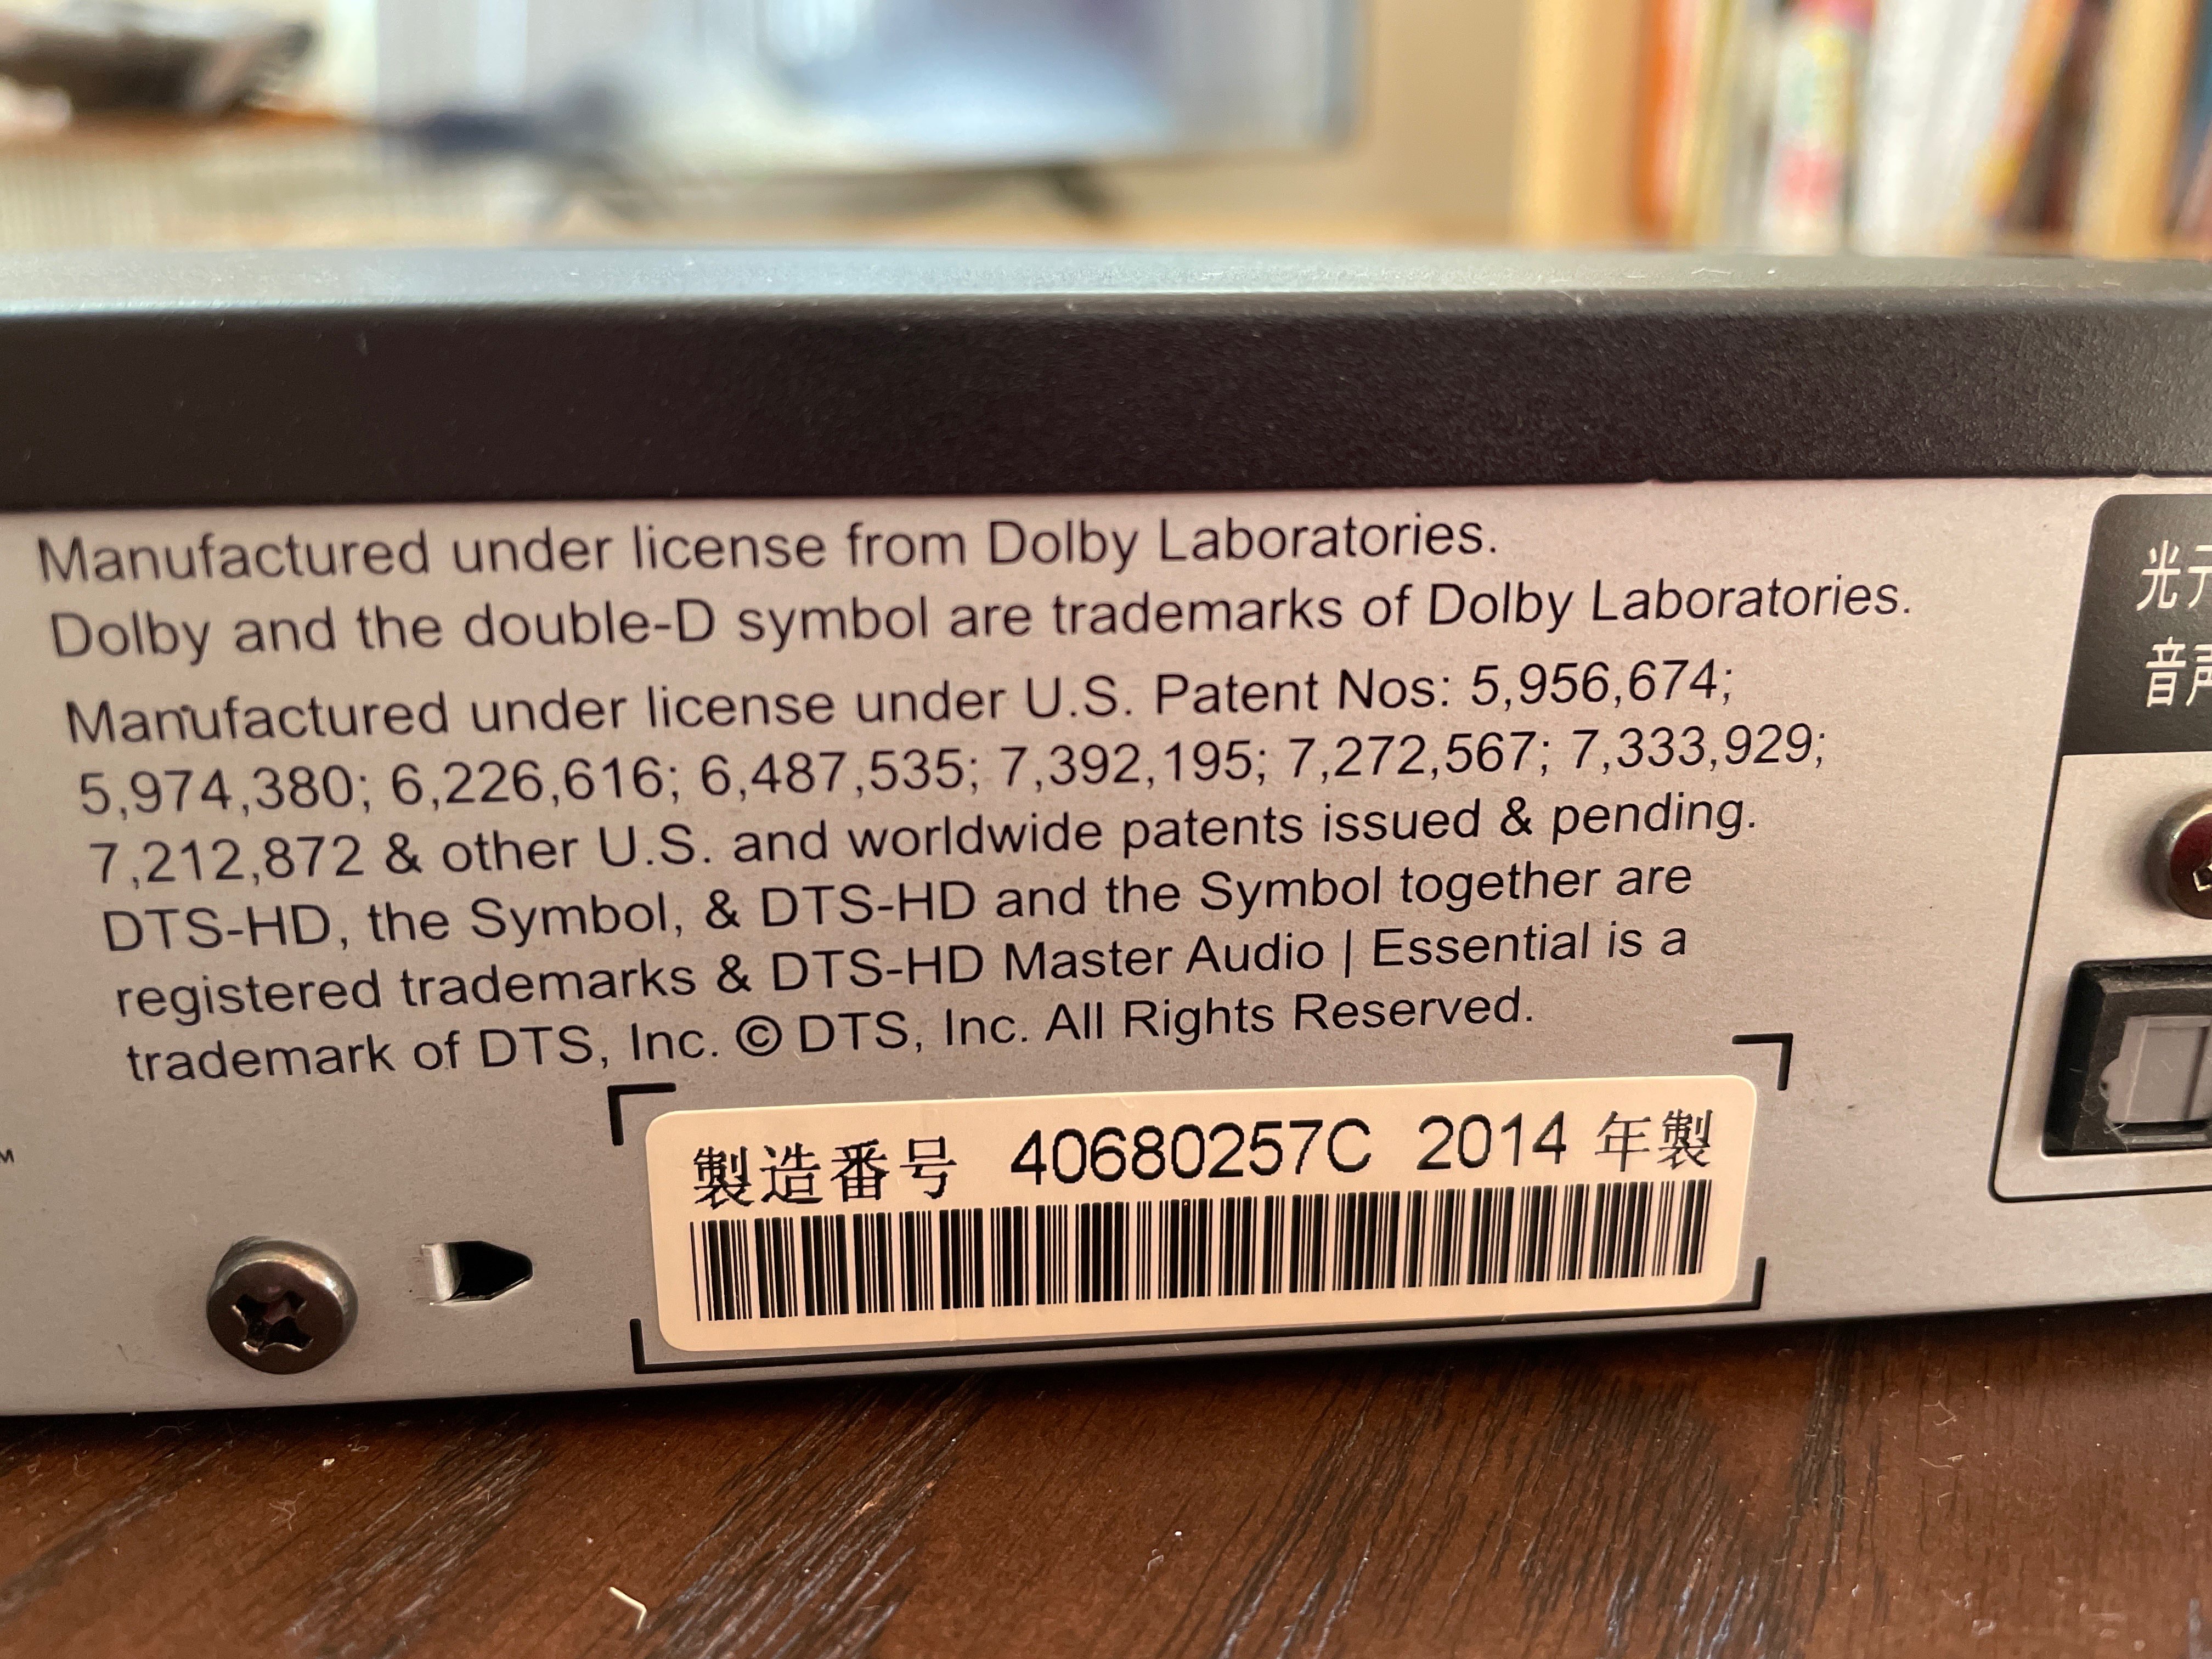 Manufactured under license from Dolby Laboratories.
Dolby and the double-D symbol are trademarks of Dolby Laboratories.
Manufactured under license under U.S. Patent Nos: 5,956,674;
5,974,380; 6,226,616; 6,487,535; 7,392,195; 7,272,567; 7,333,929;
7,212,872 & other U.S. and worldwide patents issued & pending.
DTS-HD, the Symbol, & DTS-HD and the Symbol together are
registered trademarks & DTS-HD Master Audio | Essential is a
trademark of DTS, Inc. © DTS, Inc. All Rights Reserved.
製造番号 40680257C 2014 年製
光デ
音声